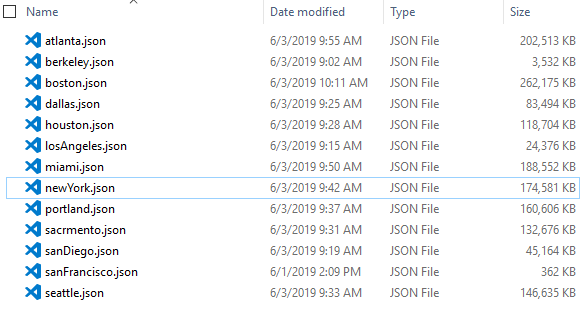 Name Date modified Type Size
atlanta.json 6/3/2019 9:55 AM JSON File 202,513 KB
berkeley.json 6/3/2019 9:02 AM JSON File 3,532 KB
boston.json 6/3/2019 10:11 AM JSON File 262,175 KB
dallas.json 6/3/2019 9:25 AM JSON File 83,494 KB
houston.json 6/3/2019 9:28 AM JSON File 118,704 KB
losAngeles.json 6/3/2019 9:15 AM JSON File 24,376 KB
miami.json 6/3/2019 9:50 AM JSON File 188,552 KB
newYork.json 6/3/2019 9:42 AM JSON File 174,581 KB
portland.json 6/3/2019 9:37 AM JSON File 160,606 KB
sacrmento.json 6/3/2019 9:31 AM JSON File 132,676 KB
sanDiego.json 6/3/2019 9:19 AM JSON File 45,164 KB
sanFrancisco.json 6/1/2019 2:09 PM JSON File 362 KB
seattle.json 6/3/2019 9:33 AM JSON File 146,635 KB